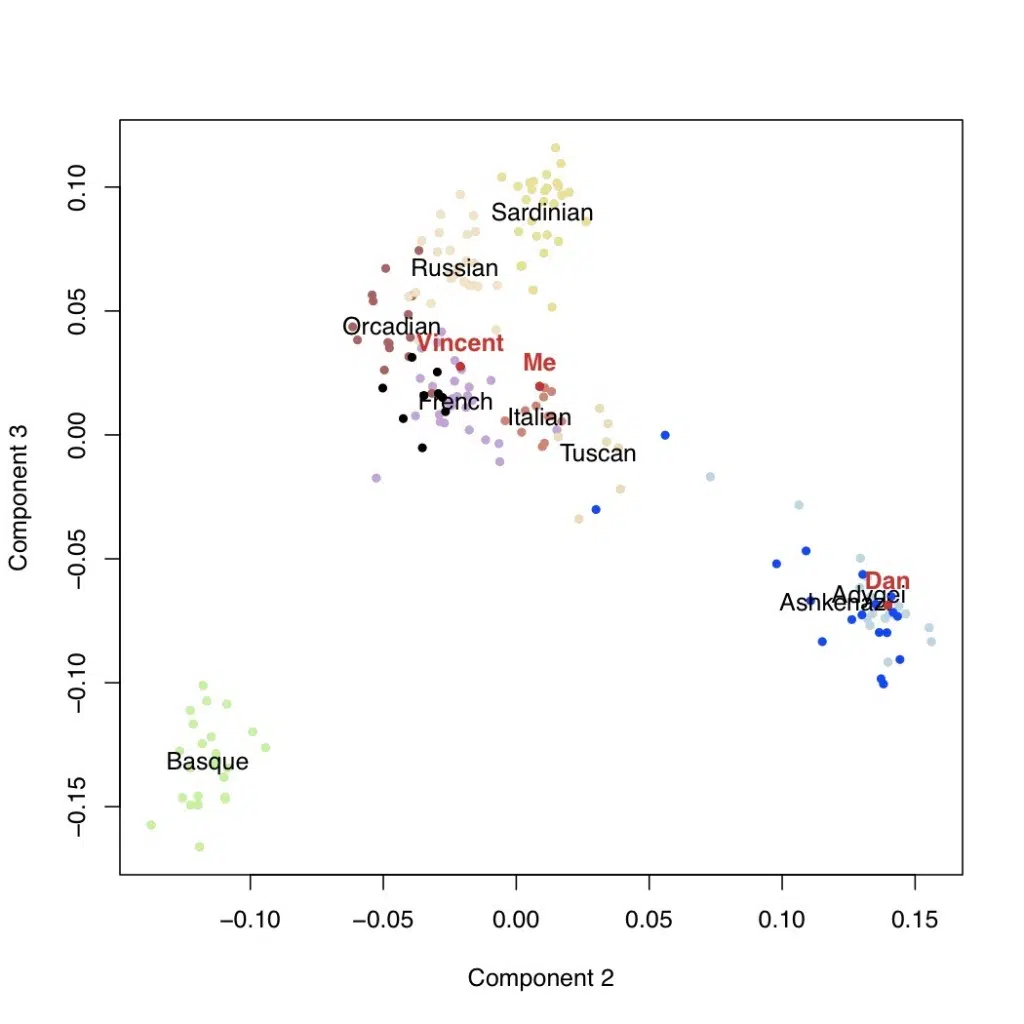 Sardinian
Russian
Orcadian
Vincent
Me
French
Italian
Tuscan
Dan
Adygei
Ashkenazi
Basque
0.10
0.05
0.00
−0.05
−0.10
−0.15
Component 3
−0.10
−0.05
0.00
0.05
0.10
0.15
Component 2